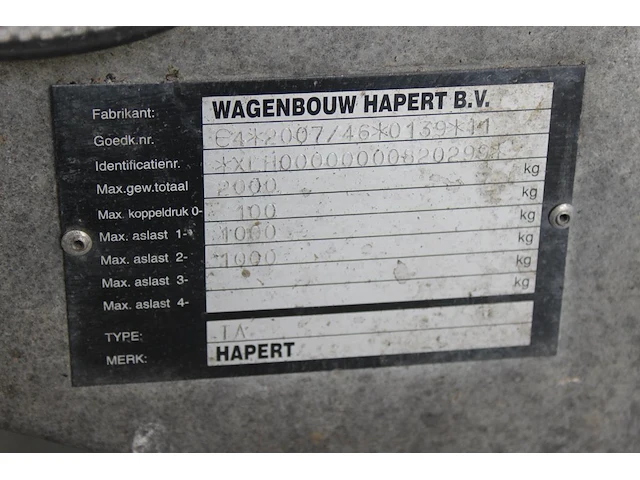 Fabrikant: WAGENBOUW HAPERT B.V.
Goedk.nr. e4*2007/46*0139*11
Identificatienr. *XLH00000000820299*
Max.gew.totaal 2000 kg
Max. koppeldruk 0- 100 kg
Max. aslast 1- 1000 kg
Max. aslast 2- 1000 kg
Max. aslast 3- kg
Max. aslast 4-
TYPE: TA
MERK: HAPERT